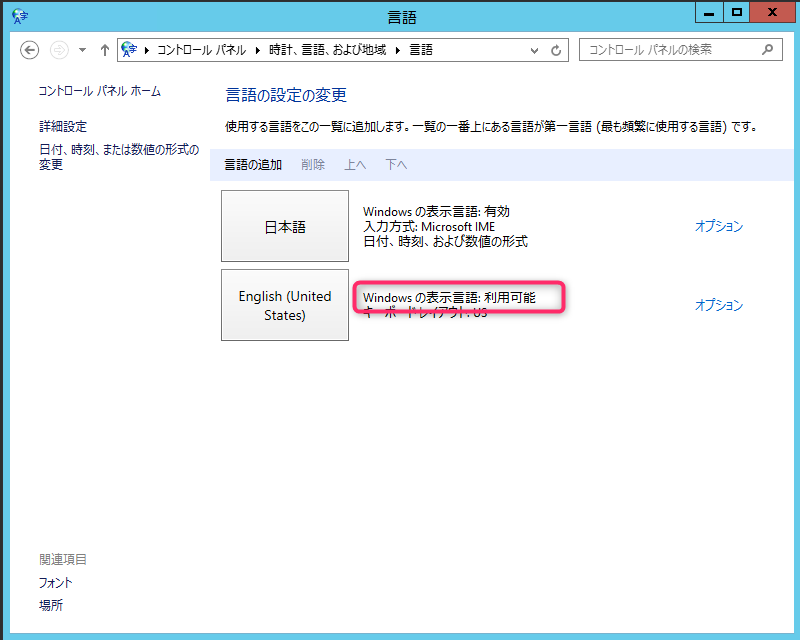 言語
コントロール パネル
時計、言語、および地域
言語
コントロール パネルの検索
コントロール パネル ホーム
詳細設定
日付、時刻、または数値の形式の
変更
言語の設定の変更
使用する言語をこの一覧に追加します。一覧の一番上にある言語が第一言語 (最も頻繁に使用する言語) です。
言語の追加 削除 上へ 下へ
日本語
Windows の表示言語: 有効
入力方式: Microsoft IME
日付、時刻、および数値の形式
オプション
English (United
States)
Windows の表示言語: 利用可能
キーボード レイアウト: US
オプション
関連項目
フォント
場所